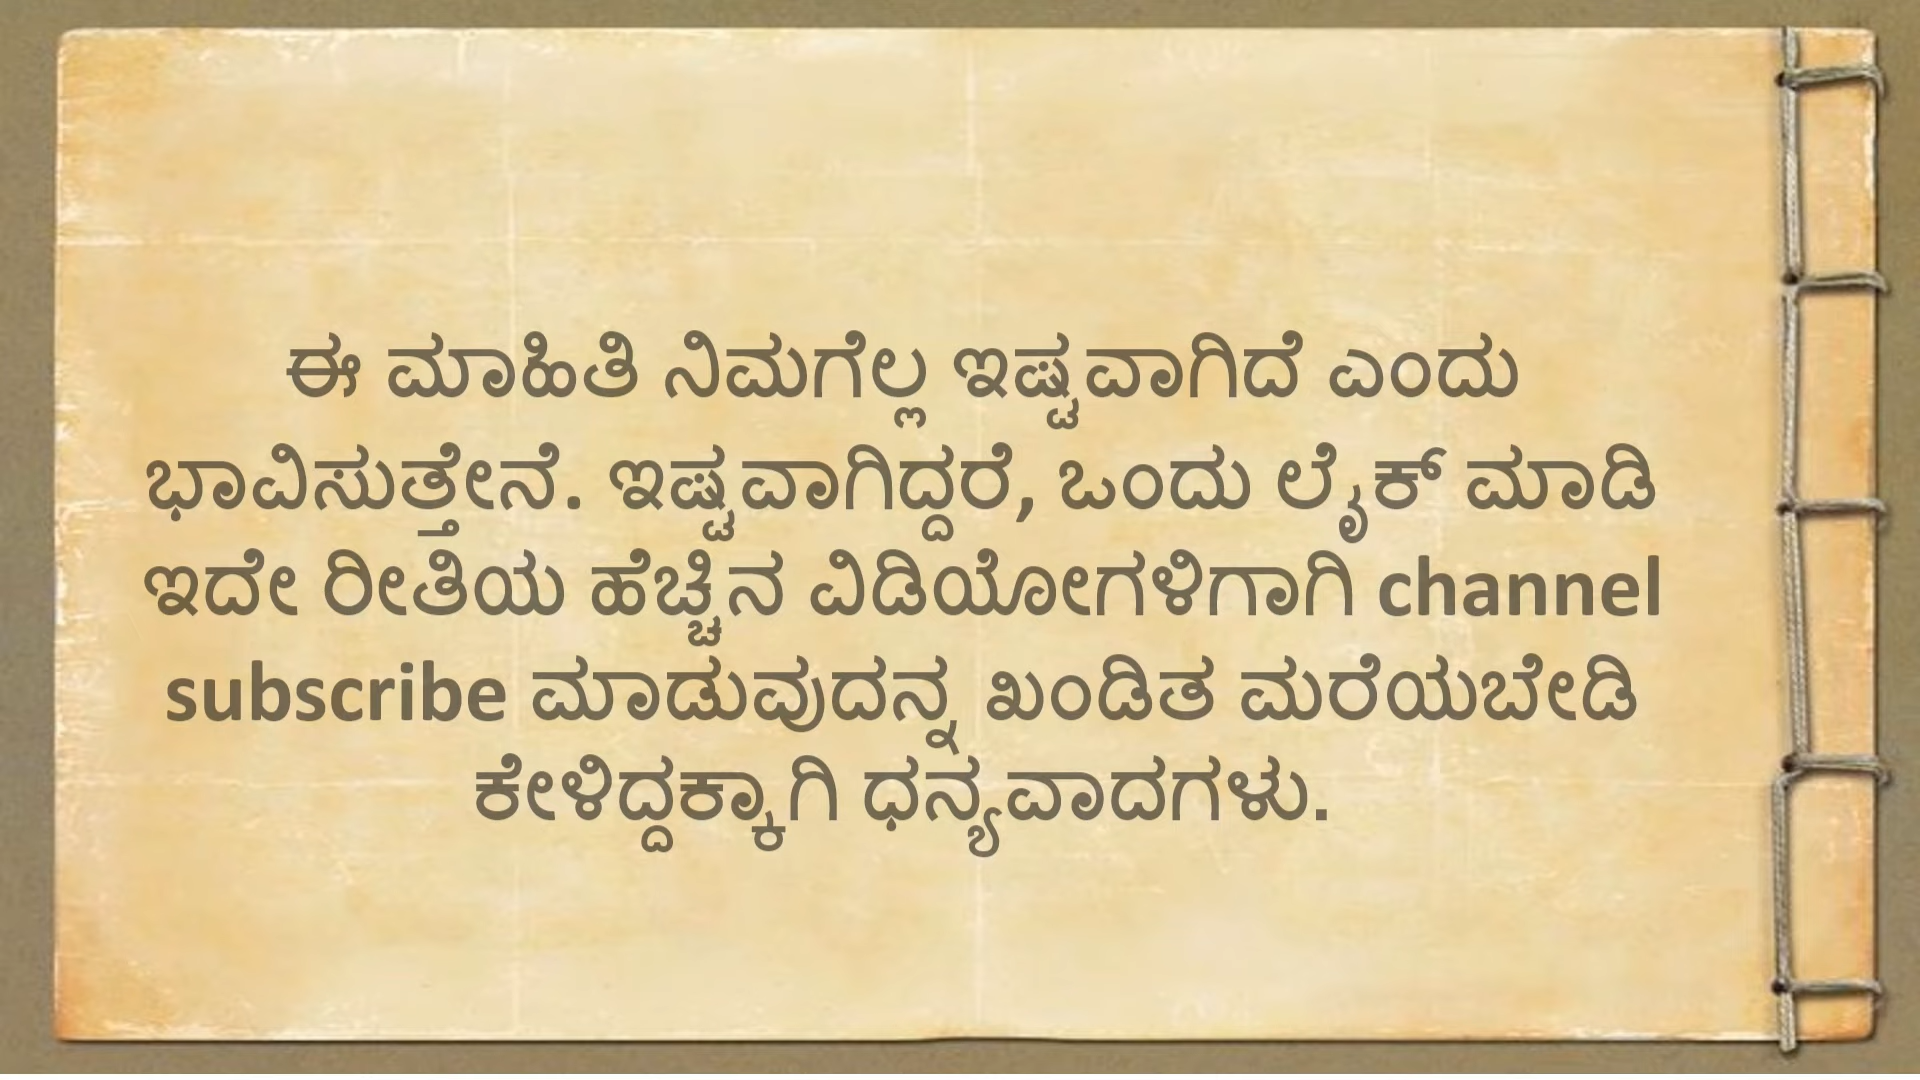 ಈ ಮಾಹಿತಿ ನಿಮಗೆಲ್ಲ ಇಷ್ಟವಾಗಿದೆ ಎಂದು
ಭಾವಿಸುತ್ತೇನೆ. ಇಷ್ಟವಾಗಿದ್ದರೆ, ಒಂದು ಲೈಕ್ ಮಾಡಿ
ಇದೇ ರೀತಿಯ ಹೆಚ್ಚಿನ ವಿಡಿಯೋಗಳಿಗಾಗಿ channel
subscribe ಮಾಡುವುದನ್ನ ಖಂಡಿತ ಮರೆಯಬೇಡಿ
ಕೇಳಿದ್ದಕ್ಕಾಗಿ ಧನ್ಯವಾದಗಳು.